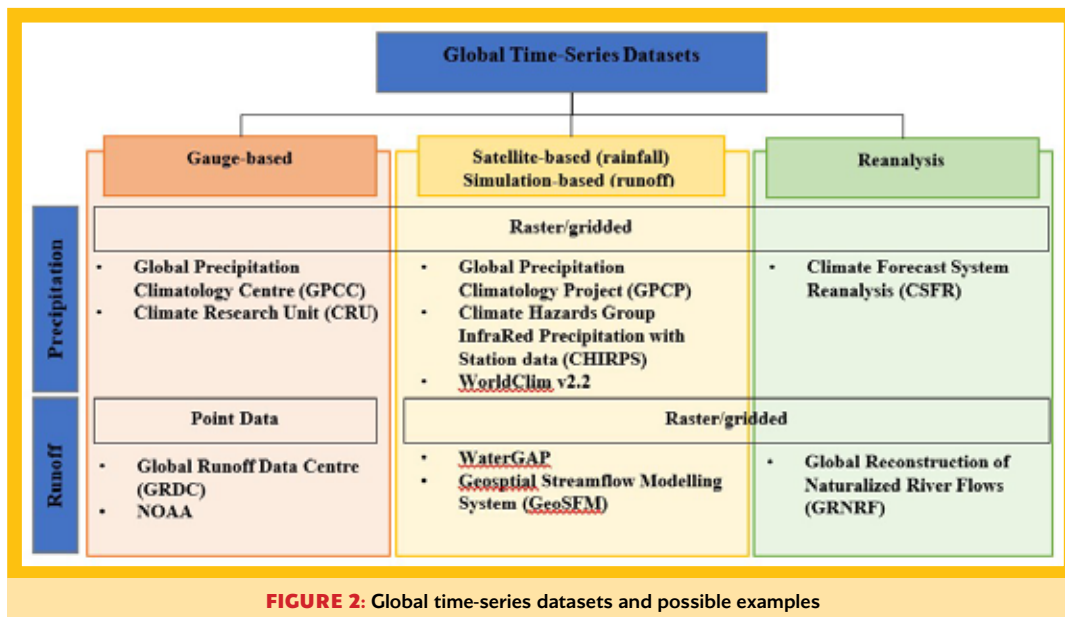 Global Time-Series Datasets
Gauge-based
Satellite-based (rainfall)
Simulation-based (runoff)
Reanalysis
Precipitation
Raster/gridded
• Global Precipitation
Climatology Centre (GPCC)
• Climate Research Unit (CRU)
• Global Precipitation
Climatology Project (GPCP)
• Climate Hazards Group
InfraRed Precipitation with
Station data (CHIRPS)
• WorldClim v2.2
• Climate Forecast System
Reanalysis (CSFR)
Runoff
Point Data
Raster/gridded
• Global Runoff Data Centre
(GRDC)
• NOAA
• WaterGAP
• Geosptial Streamflow Modelling
System (GeoSFM)
• Global Reconstruction of
Naturalized River Flows
(GRNRF)
FIGURE 2: Global time-series datasets and possible examples